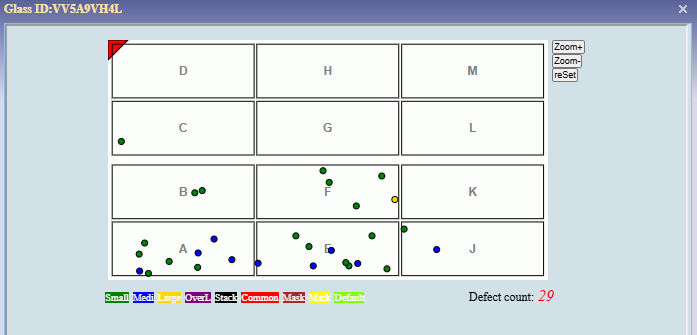 Glass ID:VV5A9VH4L ×
D H M Zoom+
Zoom-
reSet
C G L
B F K
A E J
Small Medi Large OverL Stack Common Mask Mark Default Defect count: 29